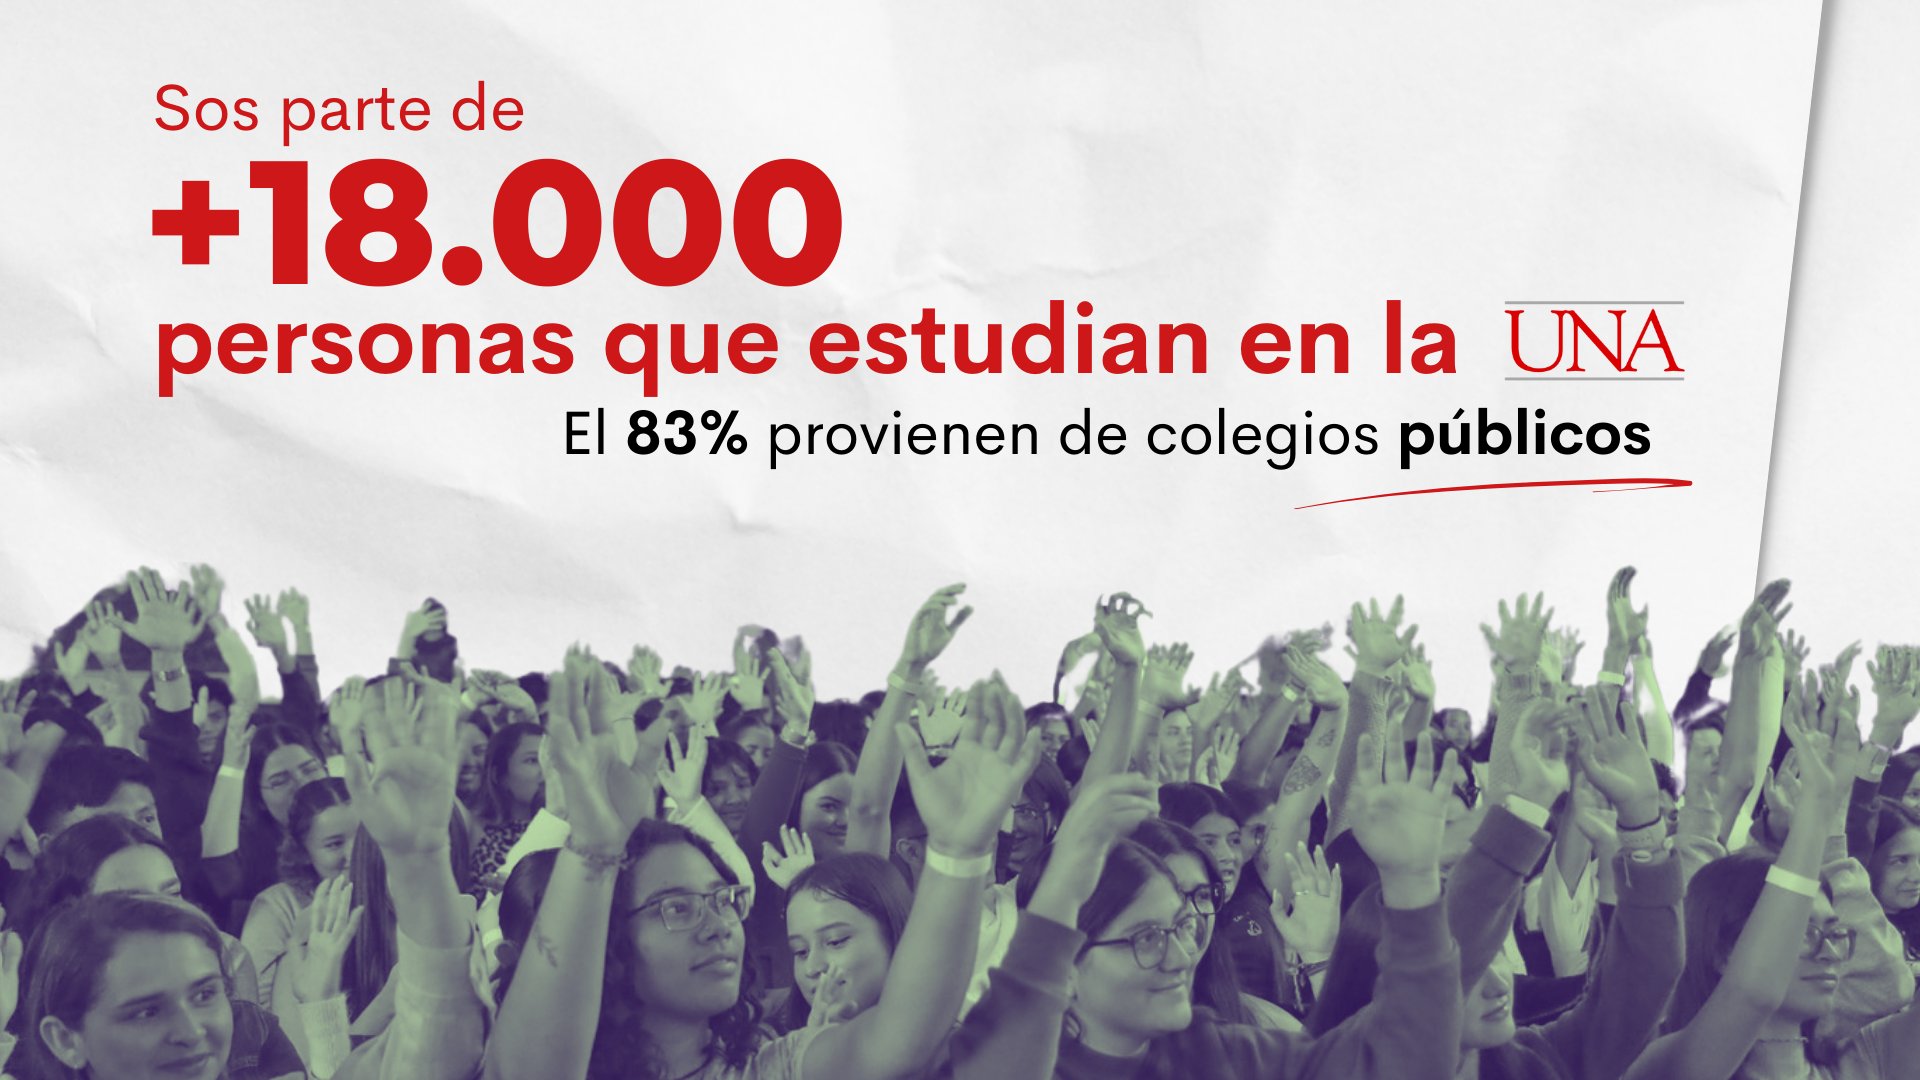 Sos parte de
+18.000
personas que estudian en la UNA
El 83% provienen de colegios públicos